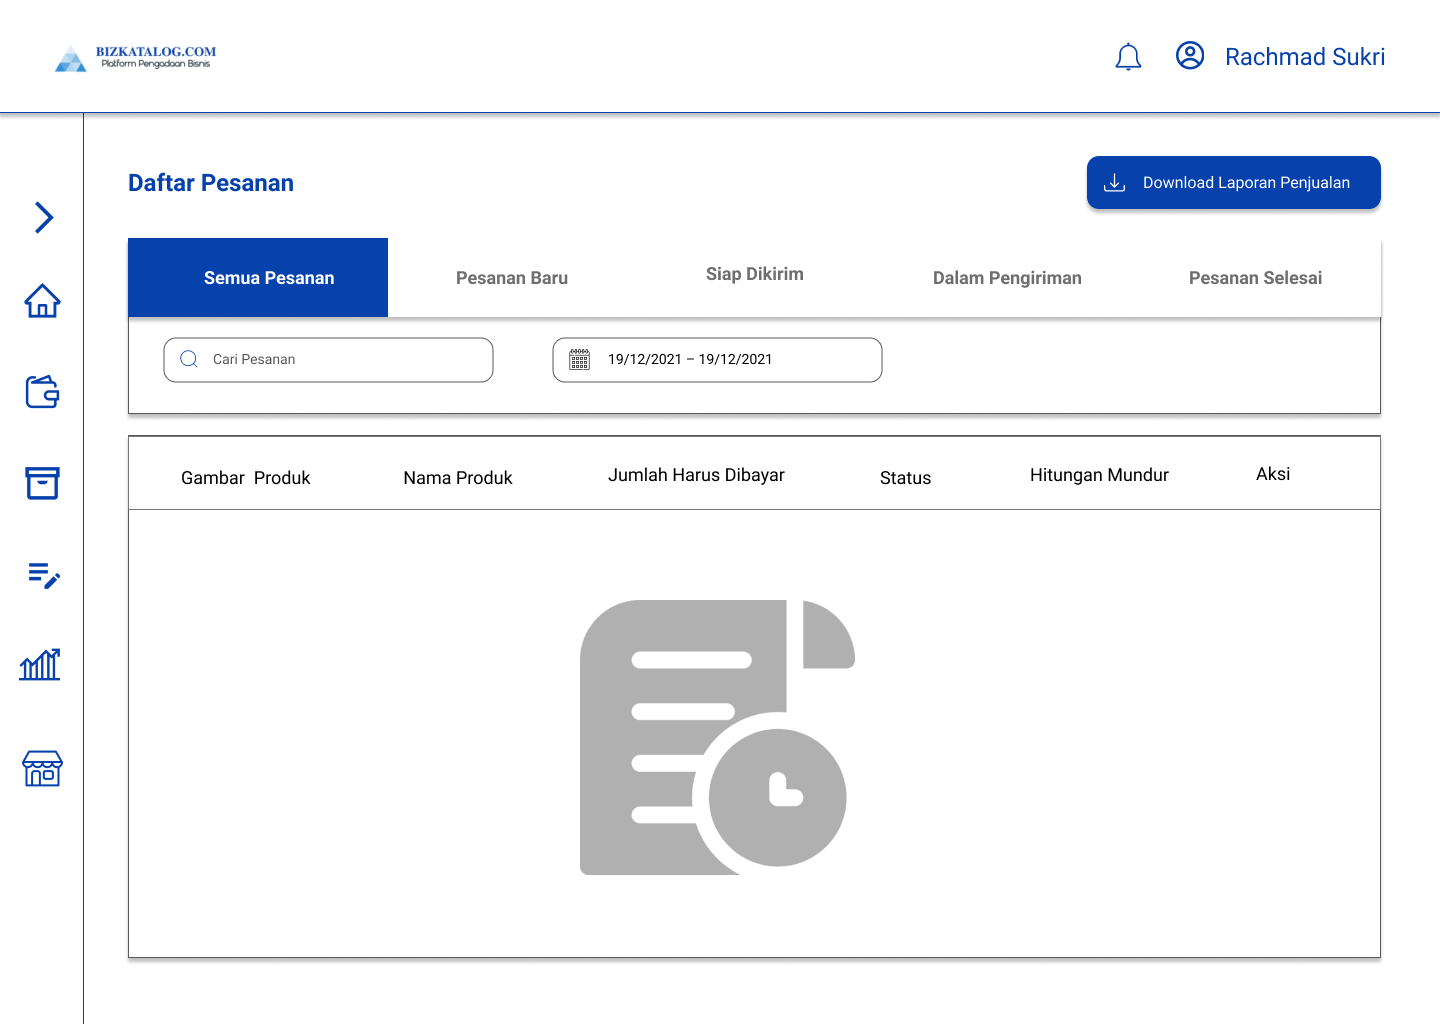 BIZKATALOG.COM
Platform Pengadaan Bisnis
Rachmad Sukri
Daftar Pesanan
Download Laporan Penjualan
Semua Pesanan
Pesanan Baru
Siap Dikirim
Dalam Pengiriman
Pesanan Selesai
Cari Pesanan
19/12/2021 – 19/12/2021
Gambar Produk
Nama Produk
Jumlah Harus Dibayar
Status
Hitungan Mundur
Aksi